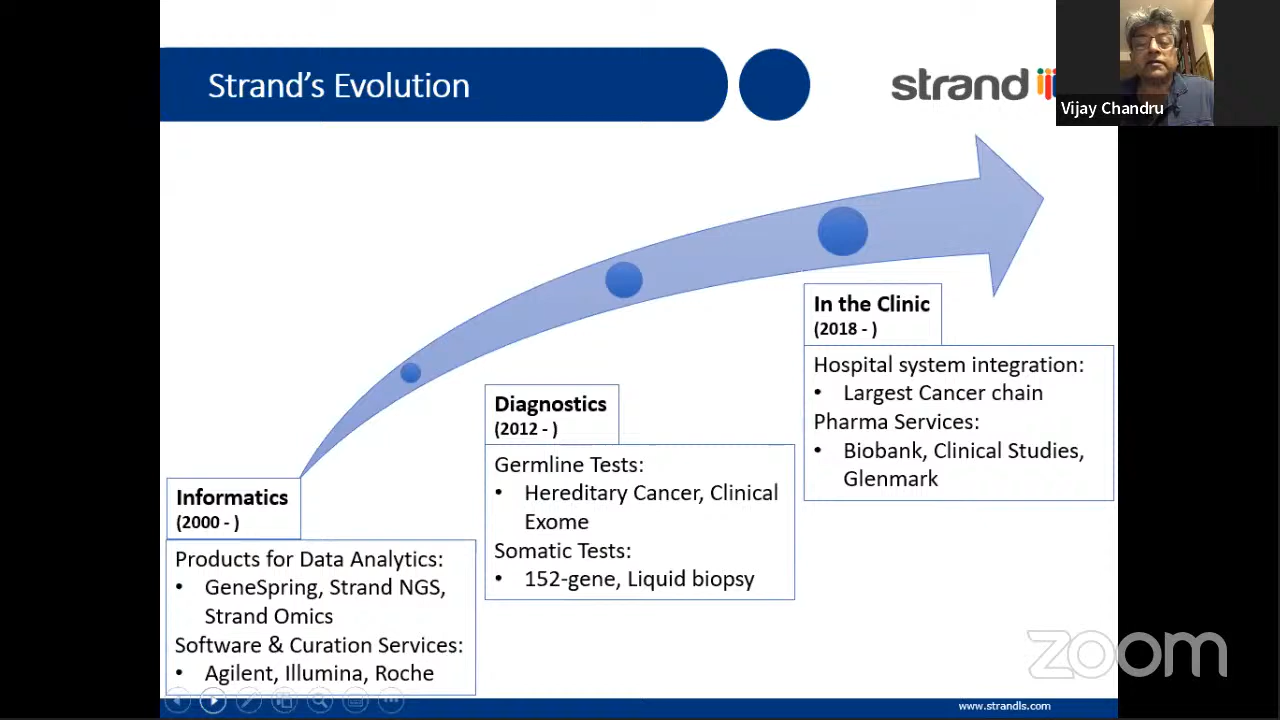 Strand's Evolution
strand
Vijay Chandru
In the Clinic
(2018 - )
Hospital system integration:
• Largest Cancer chain
Pharma Services:
• Biobank, Clinical Studies,
Glenmark
Diagnostics
(2012 - )
Germline Tests:
• Hereditary Cancer, Clinical
Exome
Somatic Tests:
• 152-gene, Liquid biopsy
Informatics
(2000 - )
Products for Data Analytics:
• GeneSpring, Strand NGS,
Strand Omics
Software & Curation Services:
• Agilent, Illumina, Roche
zoom
www.strandls.com